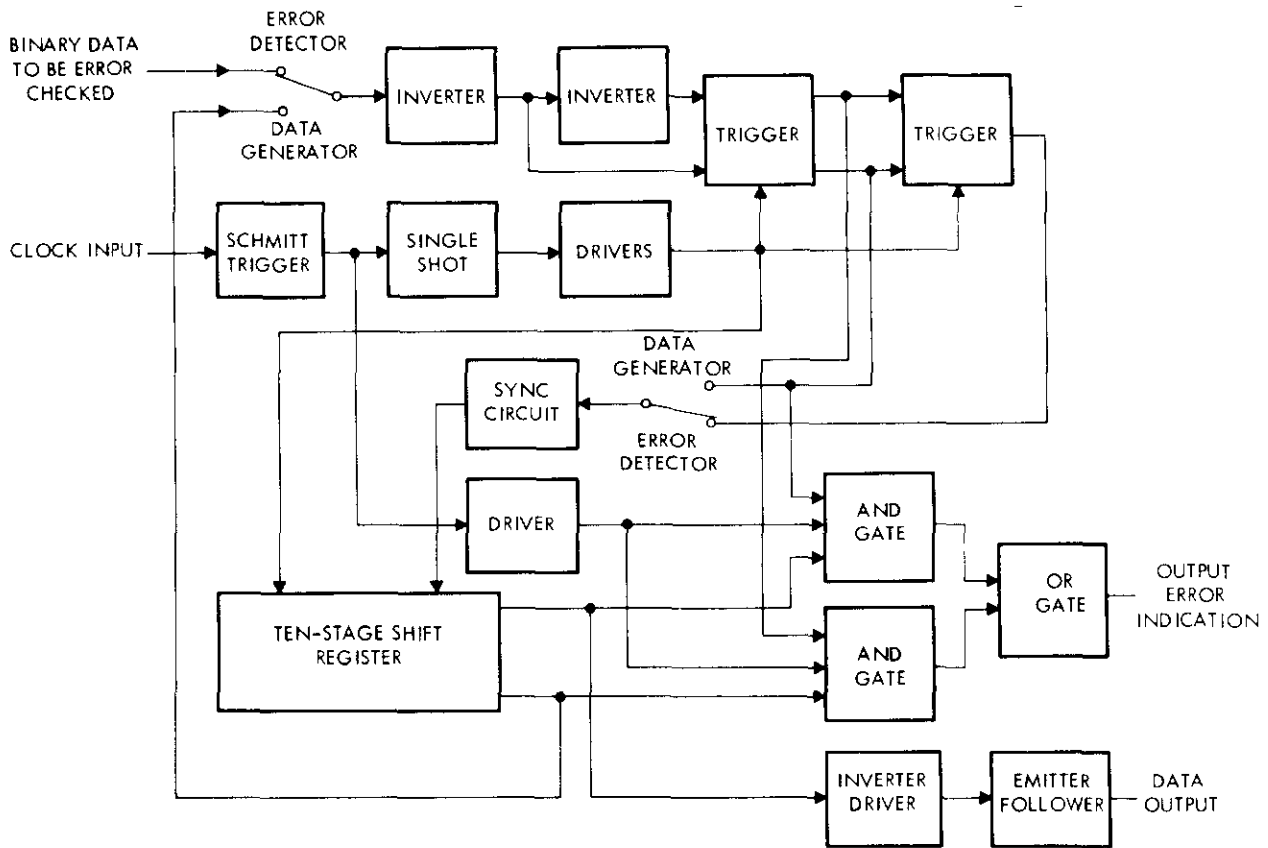 BINARY DATA
TO BE ERROR
CHECKED
ERROR
DETECTOR
DATA
GENERATOR
INVERTER
INVERTER
TRIGGER
TRIGGER
CLOCK INPUT
SCHMITT
TRIGGER
SINGLE
SHOT
DRIVERS
DATA
GENERATOR
SYNC
CIRCUIT
ERROR
DETECTOR
DRIVER
AND
GATE
OR
GATE
OUTPUT
ERROR
INDICATION
TEN-STAGE SHIFT
REGISTER
AND
GATE
INVERTER
DRIVER
EMITTER
FOLLOWER
DATA
OUTPUT